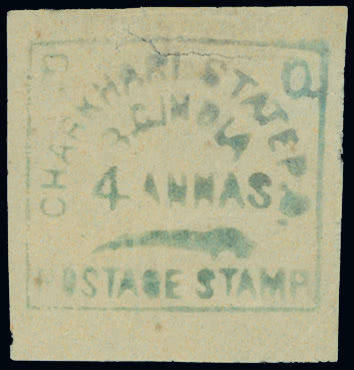 CHARKHARI STATE P.O.
C. INDIA
4 ANNAS
POSTAGE STAMP